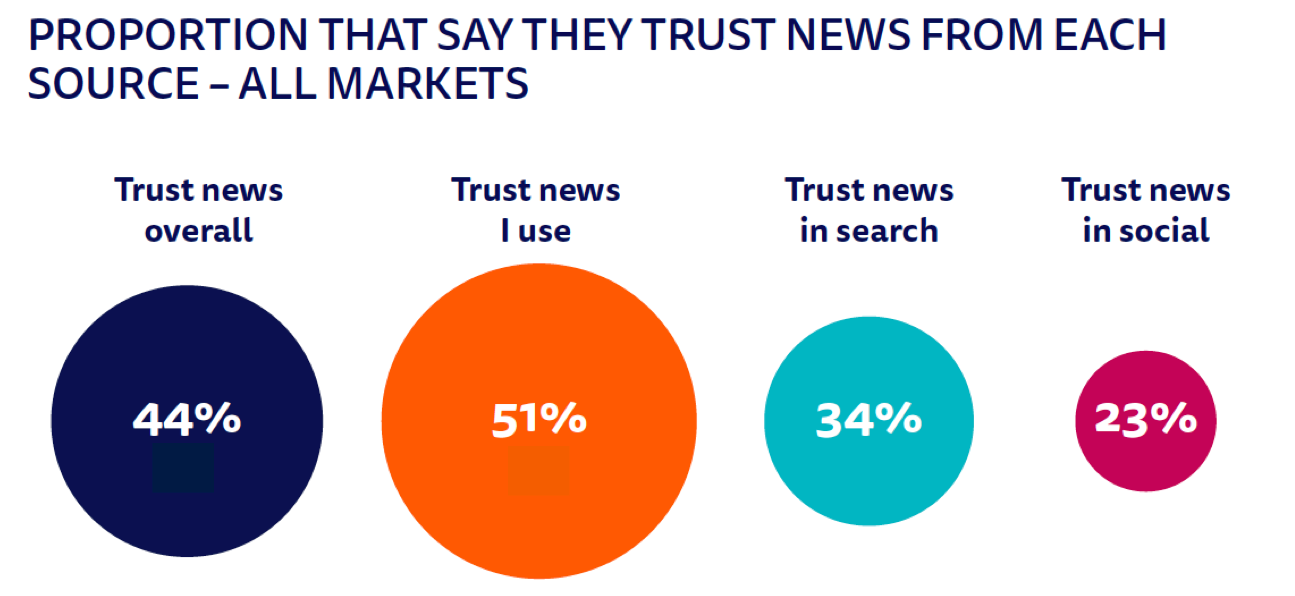 PROPORTION THAT SAY THEY TRUST NEWS FROM EACH
SOURCE – ALL MARKETS
Trust news
overall
44%
Trust news
I use
51%
Trust news
in search
34%
Trust news
in social
23%